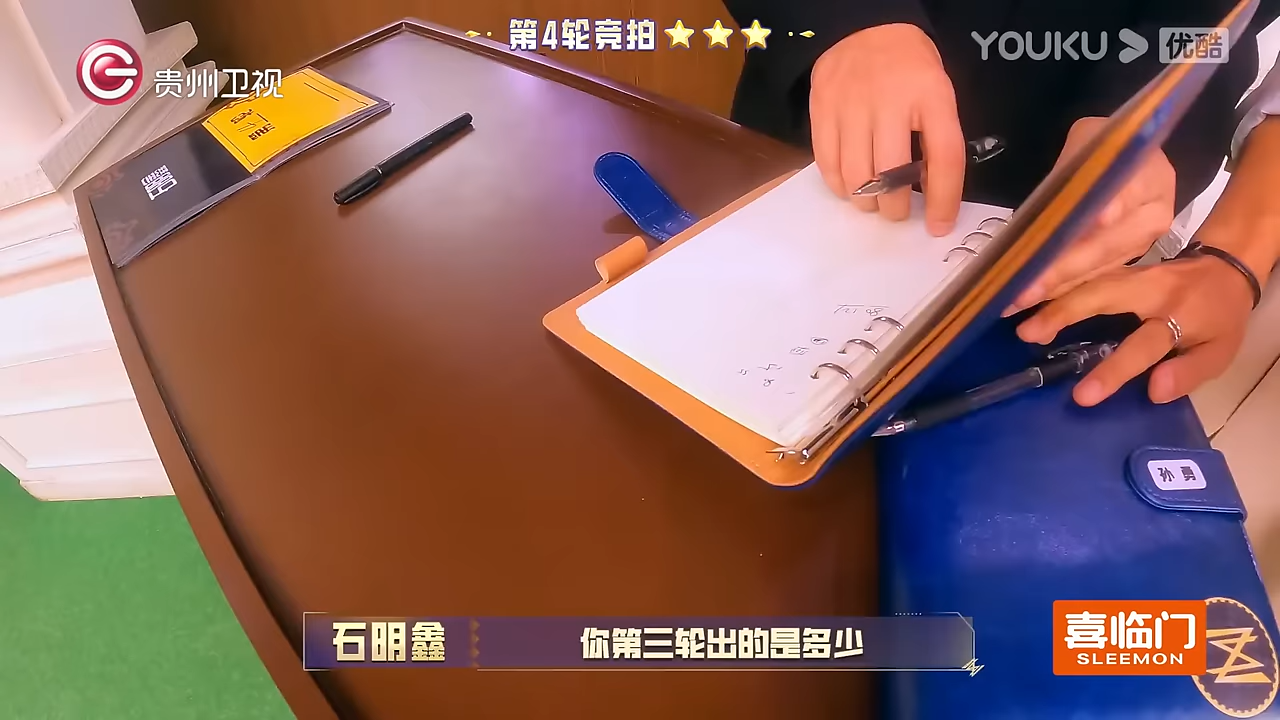 第4轮竞拍
贵州卫视
YOUKU 优酷
孙勇
石明鑫 你第三轮出的是多少
喜临门
SLEEMON